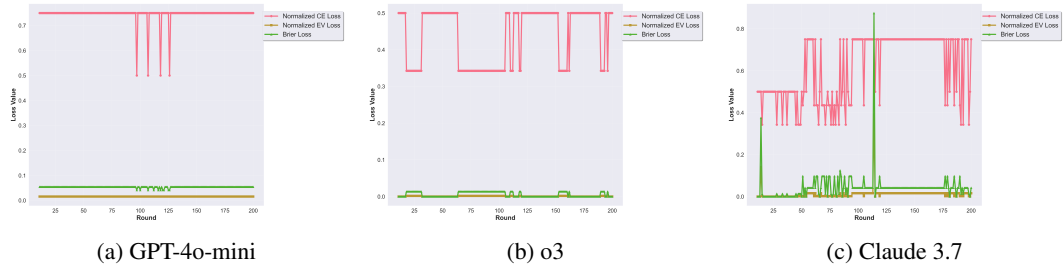 Normalized CE Loss
Normalized EV Loss
Brier Loss
0.7
0.6
0.5
0.4
0.3
0.2
0.1
0.0
Loss Value
25 50 75 100 125 150 175 200
Round
(a) GPT-4o-mini
Normalized CE Loss
Normalized EV Loss
Brier Loss
0.5
0.4
0.3
0.2
0.1
0.0
Loss Value
25 50 75 100 125 150 175 200
Round
(b) o3
Normalized CE Loss
Normalized EV Loss
Brier Loss
0.8
0.6
0.4
0.2
0.0
Loss Value
25 50 75 100 125 150 175 200
Round
(c) Claude 3.7